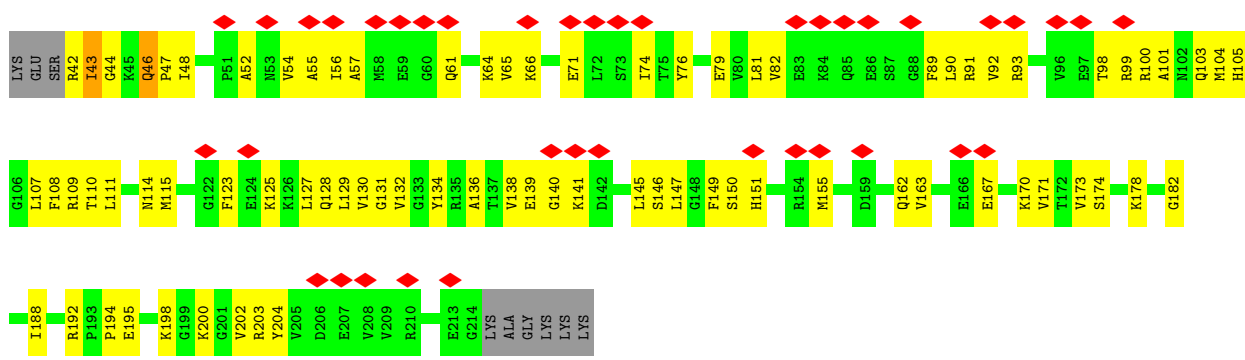 LYS GLU SER R42 I43 G44 K45 Q46 P47 I48 P51 A52 N53 V54 A55 I56 A57 M58 E59 G60 Q61 K64 V65 K66 E71 L72 S73 I74 T75 Y76 E79 V80 L81 V82 E83 K84 Q85 E86 S87 G88 F89 L90 R91 V92 R93 V96 E97 T98 R99 R100 A101 N102 Q103 M104 H105
G106 L107 F108 R109 T110 L111 N114 M115 G122 F123 E124 K125 K126 L127 Q128 L129 V130 G131 V132 G133 Y134 R135 A136 T137 V138 E139 G140 K141 D142 L145 S146 L147 G148 F149 S150 H151 R154 M155 D159 Q162 V163 E166 E167 K170 V171 T172 V173 S174 K178 G182
I188 R192 P193 P194 E195 K198 G199 K200 G201 V202 R203 Y204 V205 D206 E207 V208 V209 R210 E213 G214 LYS ALA GLY LYS LYS LYS